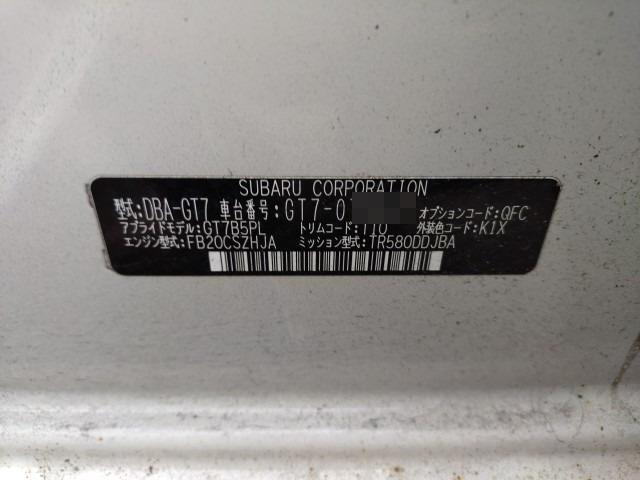 SUBARU CORPORATION
型式:DBA-GT7 車台番号:GT7-0 オプションコード:QFC
アプライドモデル:GT7B5PL トリムコード:110 外装色コード:K1X
エンジン型式:FB20CSZHJA ミッション型式:TR580DDJBA